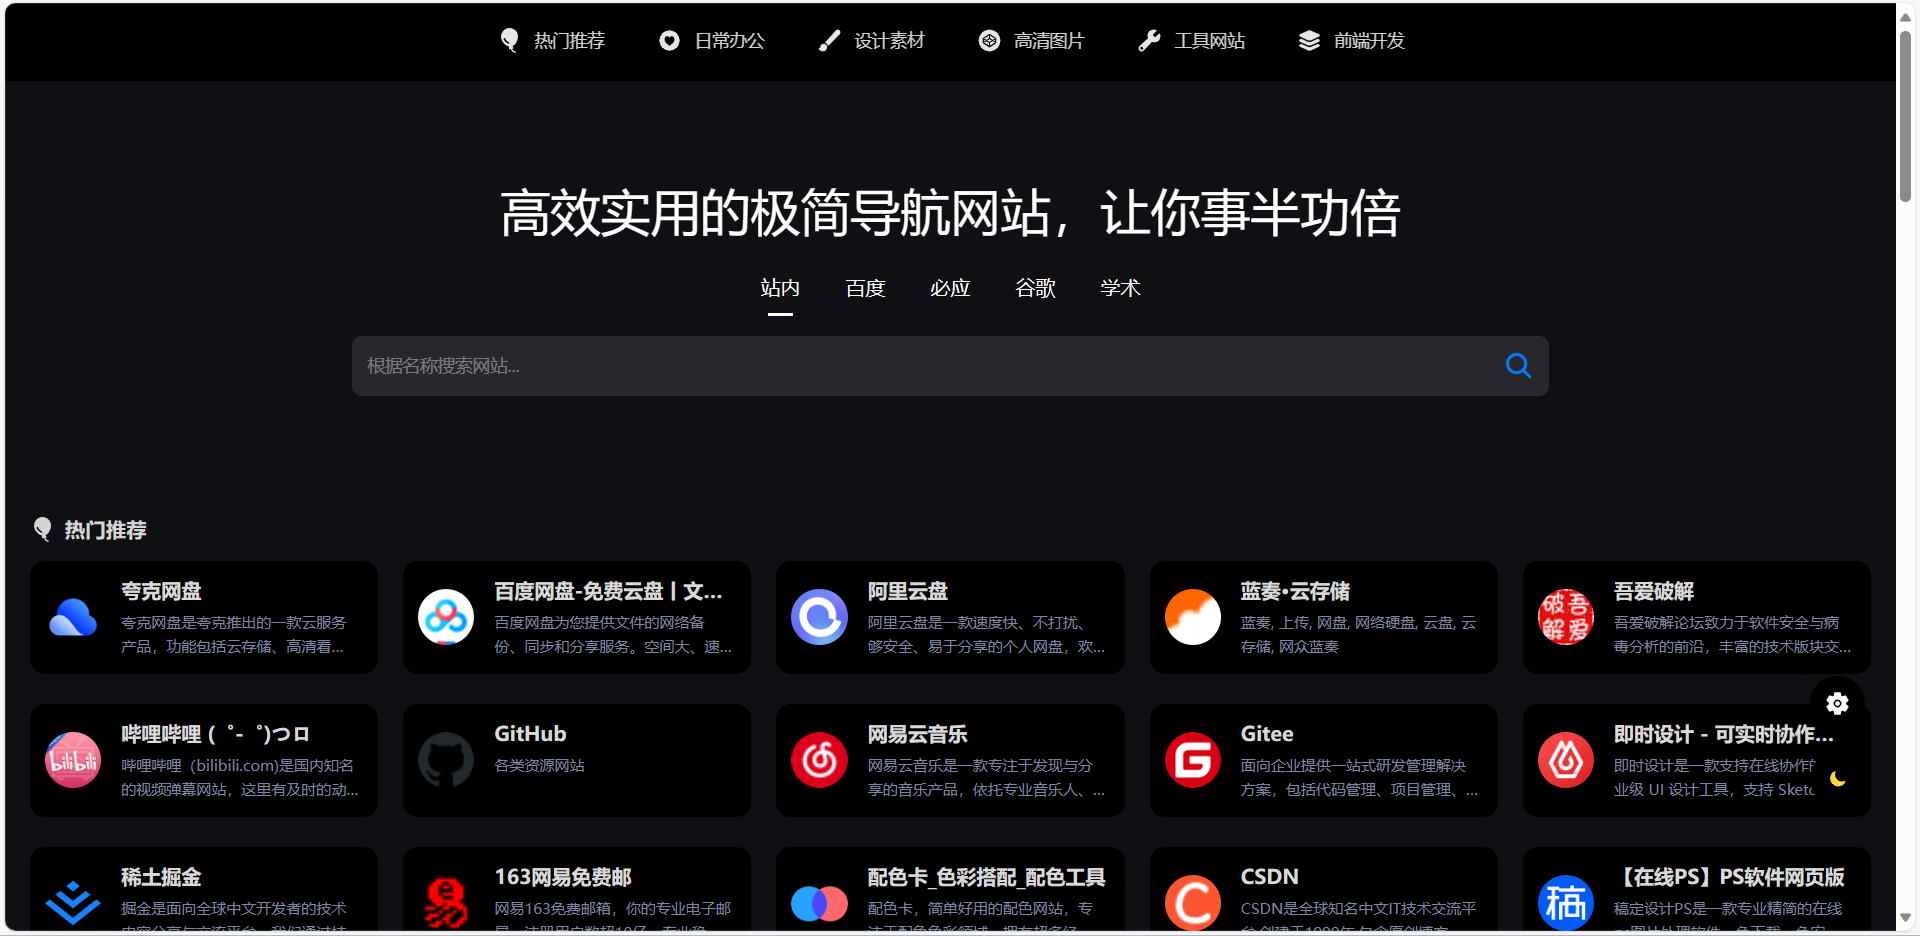 热门推荐 日常办公 设计素材 高清图片 工具网站 前端开发
高效实用的极简导航网站，让你事半功倍
站内 百度 必应 谷歌 学术
根据名称搜索网站...
热门推荐
夸克网盘
夸克网盘是夸克推出的一款云服务
产品，功能包括云存储、高清看...
百度网盘-免费云盘丨文...
百度网盘为您提供文件的网络备
份、同步和分享服务。空间大、速...
阿里云盘
阿里云盘是一款速度快、不打扰、
够安全、易于分享的个人网盘，欢...
蓝奏·云存储
蓝奏, 上传, 网盘, 网络硬盘, 云盘, 云
存储, 网众蓝奏
吾爱破解
破吾
解爱
吾爱破解论坛致力于软件安全与病
毒分析的前沿，丰富的技术版块交...
哔哩哔哩 (゜-゜)つロ
bilibili
哔哩哔哩（bilibili.com)是国内知名
的视频弹幕网站，这里有及时的动...
GitHub
各类资源网站
网易云音乐
网易云音乐是一款专注于发现与分
享的音乐产品，依托专业音乐人、...
Gitee
面向企业提供一站式研发管理解决
方案，包括代码管理、项目管理、...
即时设计 - 可实时协作...
即时设计是一款支持在线协作的
业级 UI 设计工具，支持 Sketc
稀土掘金
掘金是面向全球中文开发者的技术
163网易免费邮
网易163免费邮箱，你的专业电子邮
配色卡_色彩搭配_配色工具
配色卡，简单好用的配色网站，专
CSDN
CSDN是全球知名中文IT技术交流平
【在线PS】PS软件网页版
稿
稿定设计PS是一款专业精简的在线